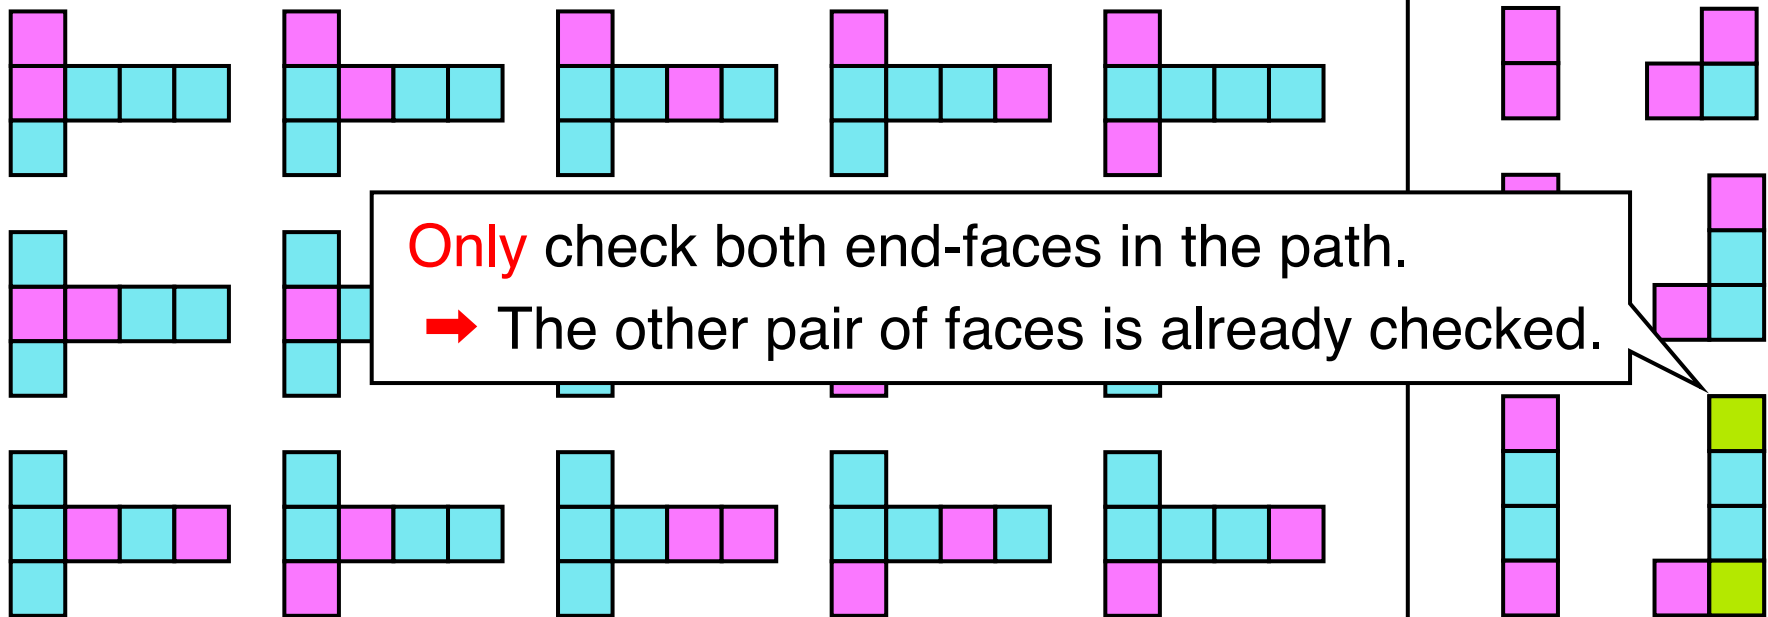 Only check both end-faces in the path.
➡ The other pair of faces is already checked.